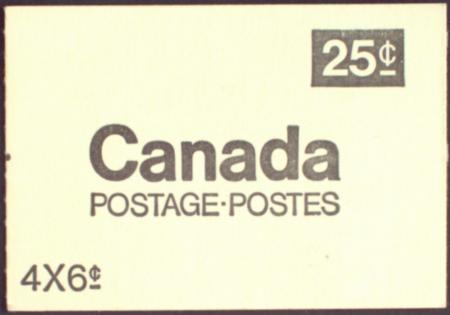 25¢
Canada
POSTAGE·POSTES
4X6¢